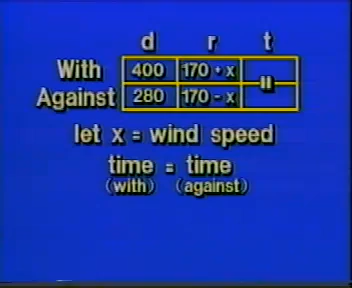 d r t
With 400 170 + x
Against 280 170 - x
=
let x = wind speed
time = time
(with) (against)